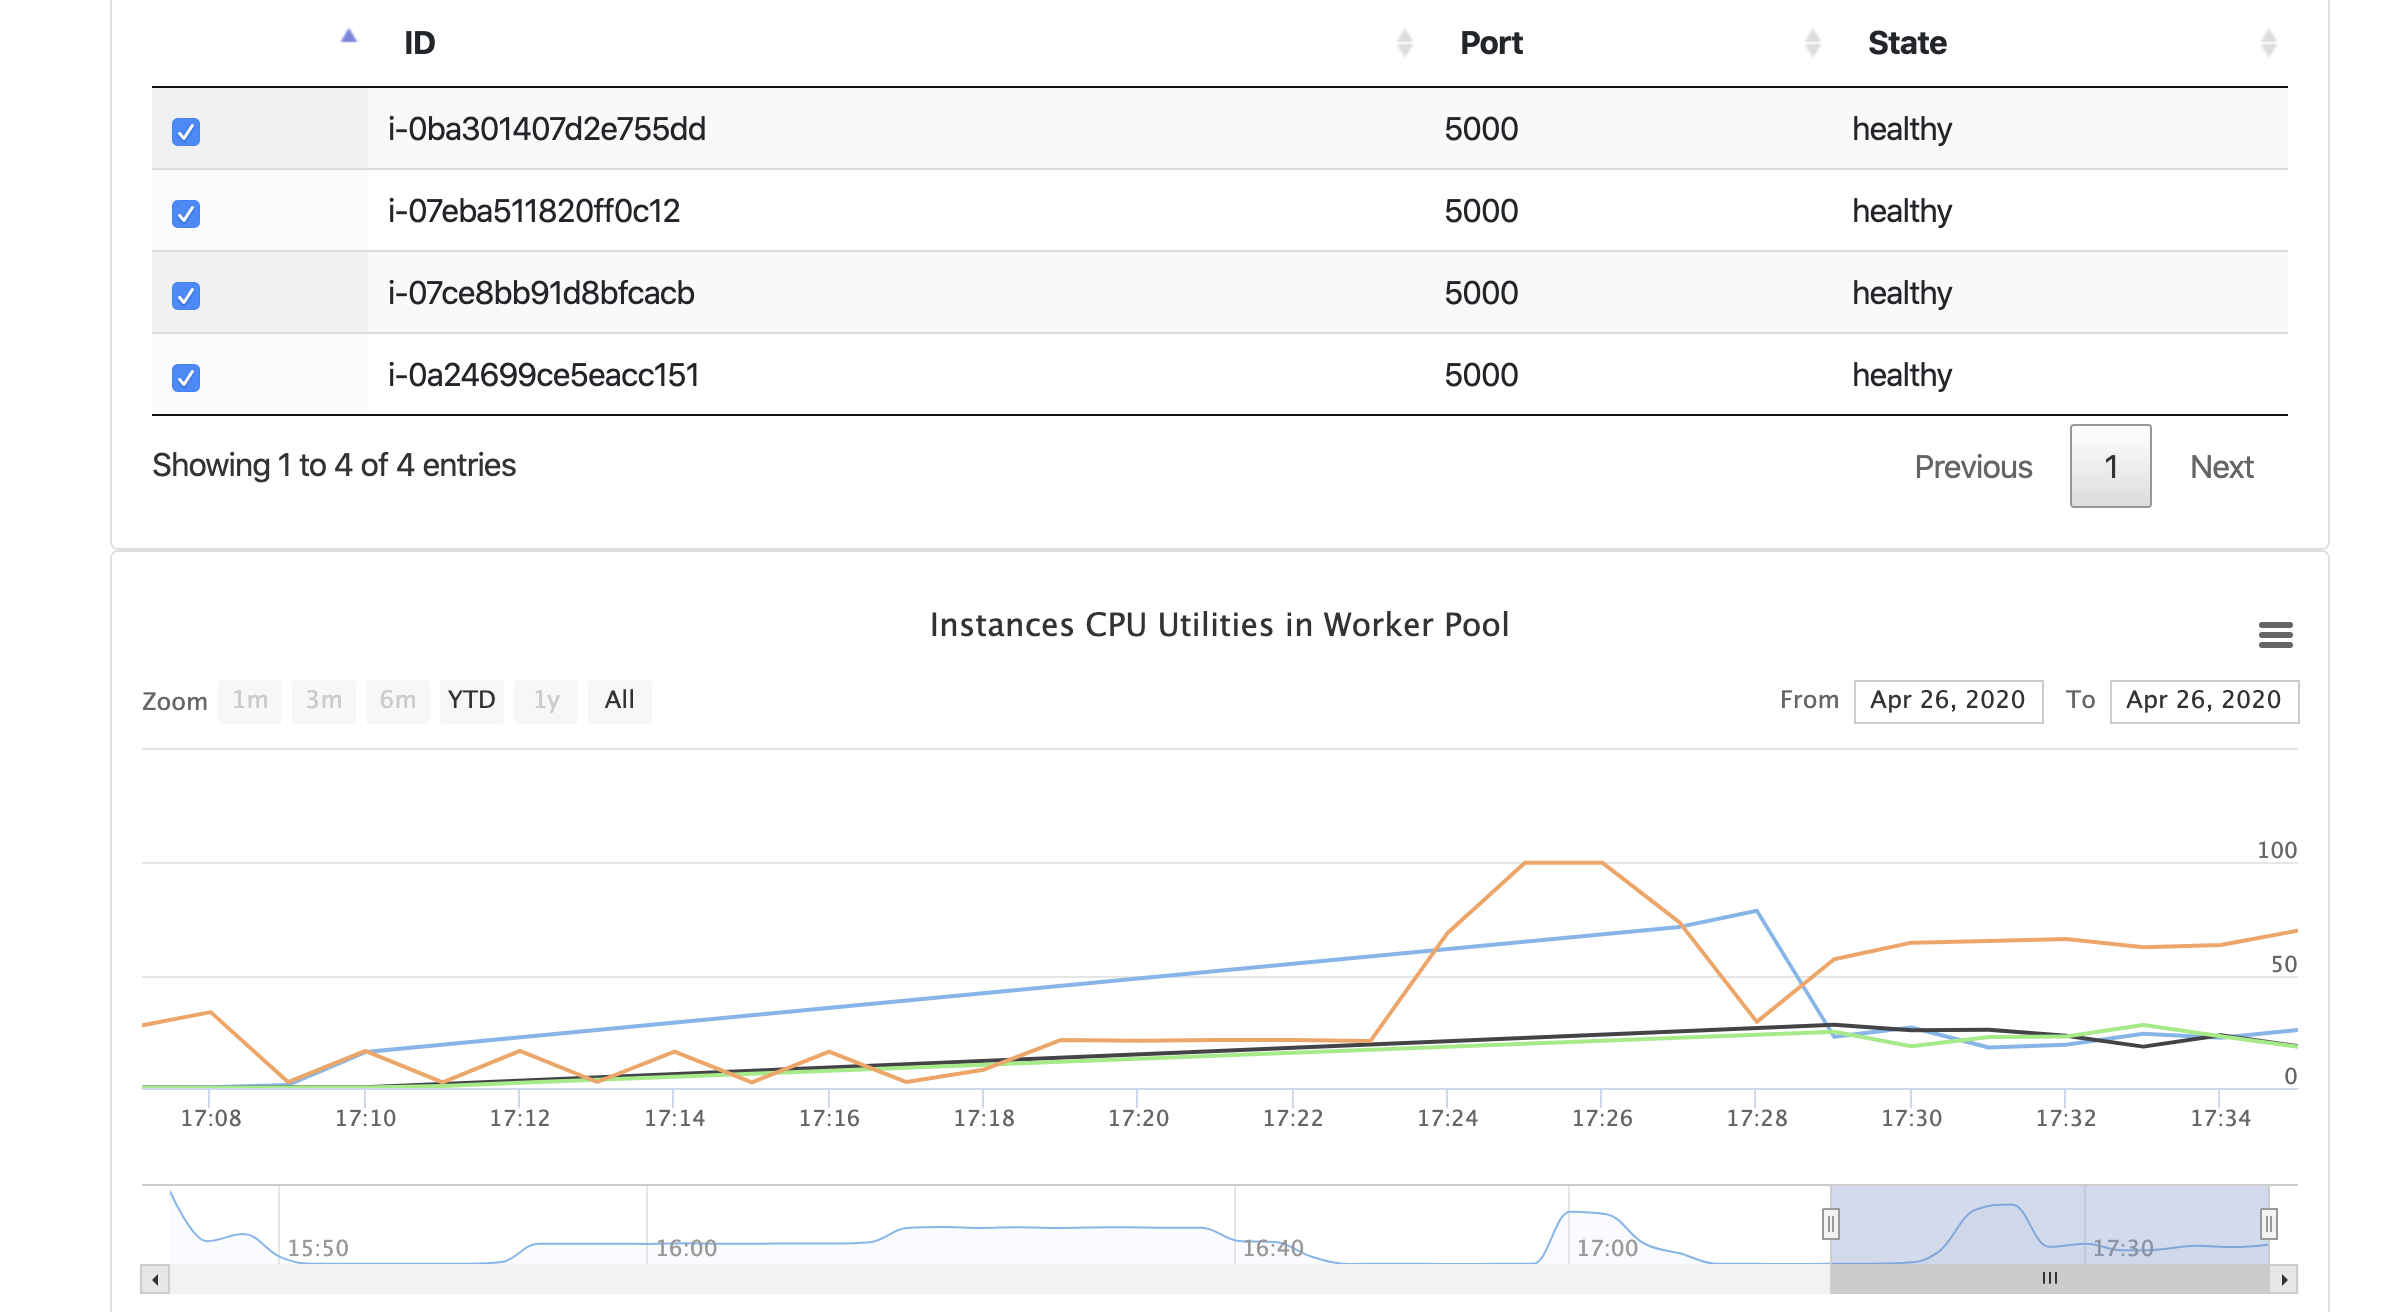 ID Port State
i-0ba301407d2e755dd 5000 healthy
i-07eba511820ff0c12 5000 healthy
i-07ce8bb91d8bfcacb 5000 healthy
i-0a24699ce5eacc151 5000 healthy
Showing 1 to 4 of 4 entries Previous 1 Next
Instances CPU Utilities in Worker Pool
Zoom 1m 3m 6m YTD 1y All From Apr 26, 2020 To Apr 26, 2020
100
50
0
17:08 17:10 17:12 17:14 17:16 17:18 17:20 17:22 17:24 17:26 17:28 17:30 17:32 17:34
15:50 16:00 16:40 17:00 17:30